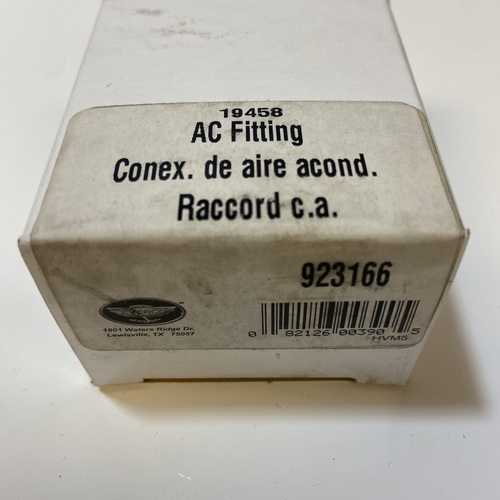 19458
AC Fitting
Conex. de aire acond.
Raccord c.a.
923166
1801 Waters Ridge Dr.
Lewisville, TX 75057
0 82126 00390 5
HVM5